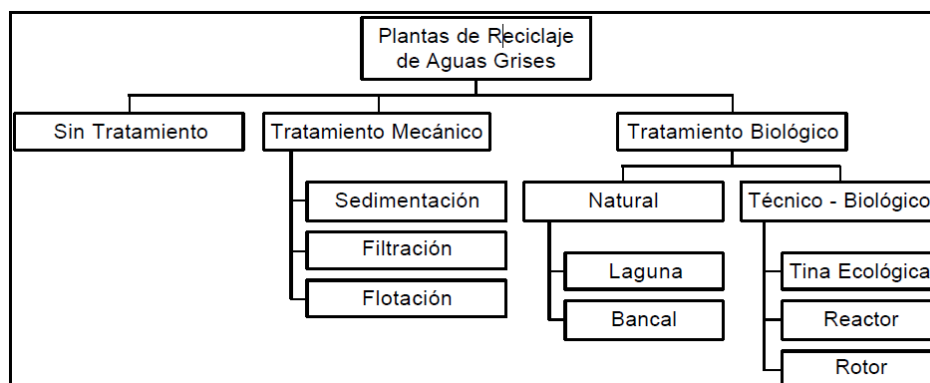 Plantas de Reciclaje
de Aguas Grises
Sin Tratamiento
Tratamiento Mecánico
Tratamiento Biológico
Sedimentación
Filtración
Flotación
Natural
Técnico - Biológico
Laguna
Bancal
Tina Ecológica
Reactor
Rotor